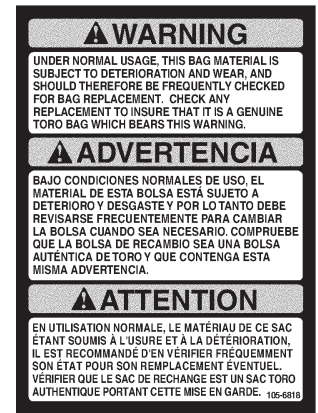 WARNING
UNDER NORMAL USAGE, THIS BAG MATERIAL IS
SUBJECT TO DETERIORATION AND WEAR, AND
SHOULD THEREFORE BE FREQUENTLY CHECKED
FOR BAG REPLACEMENT. CHECK ANY
REPLACEMENT TO INSURE THAT IT IS A GENUINE
TORO BAG WHICH BEARS THIS WARNING.
ADVERTENCIA
BAJO CONDICIONES NORMALES DE USO, EL
MATERIAL DE ESTA BOLSA ESTÁ SUJETO A
DETERIORO Y DESGASTE Y POR LO TANTO DEBE
REVISARSE FRECUENTEMENTE PARA CAMBIAR
LA BOLSA CUANDO SEA NECESARIO. COMPRUEBE
QUE LA BOLSA DE RECAMBIO SEA UNA BOLSA
AUTÉNTICA DE TORO Y QUE CONTENGA ESTA
MISMA ADVERTENCIA.
ATTENTION
EN UTILISATION NORMALE, LE MATÉRIAU DE CE SAC
ÉTANT SOUMIS À L'USURE ET À LA DÉTÉRIORATION,
IL EST RECOMMANDÉ D'EN VÉRIFIER FRÉQUEMMENT
SON ÉTAT POUR SON REMPLACEMENT ÉVENTUEL.
VÉRIFIER QUE LE SAC DE RECHANGE EST UN SAC TORO
AUTHENTIQUE PORTANT CETTE MISE EN GARDE. 105-6818